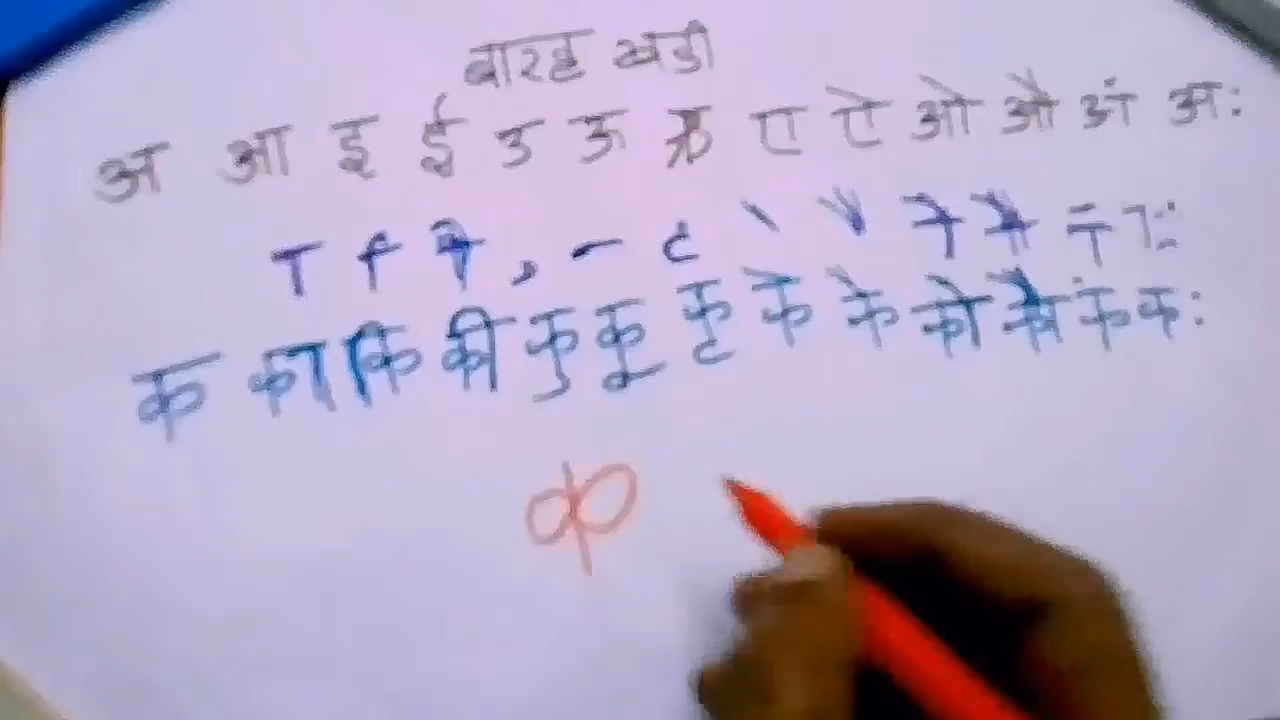 बारह खडी
अ आ इ ई उ ऊ ऋ ए ऐ ओ औ अं अः
ा ि ी ु ू ृ े ै ो ौ ं ः
क का कि की कु कू कृ के कै को कौ कं कः
क